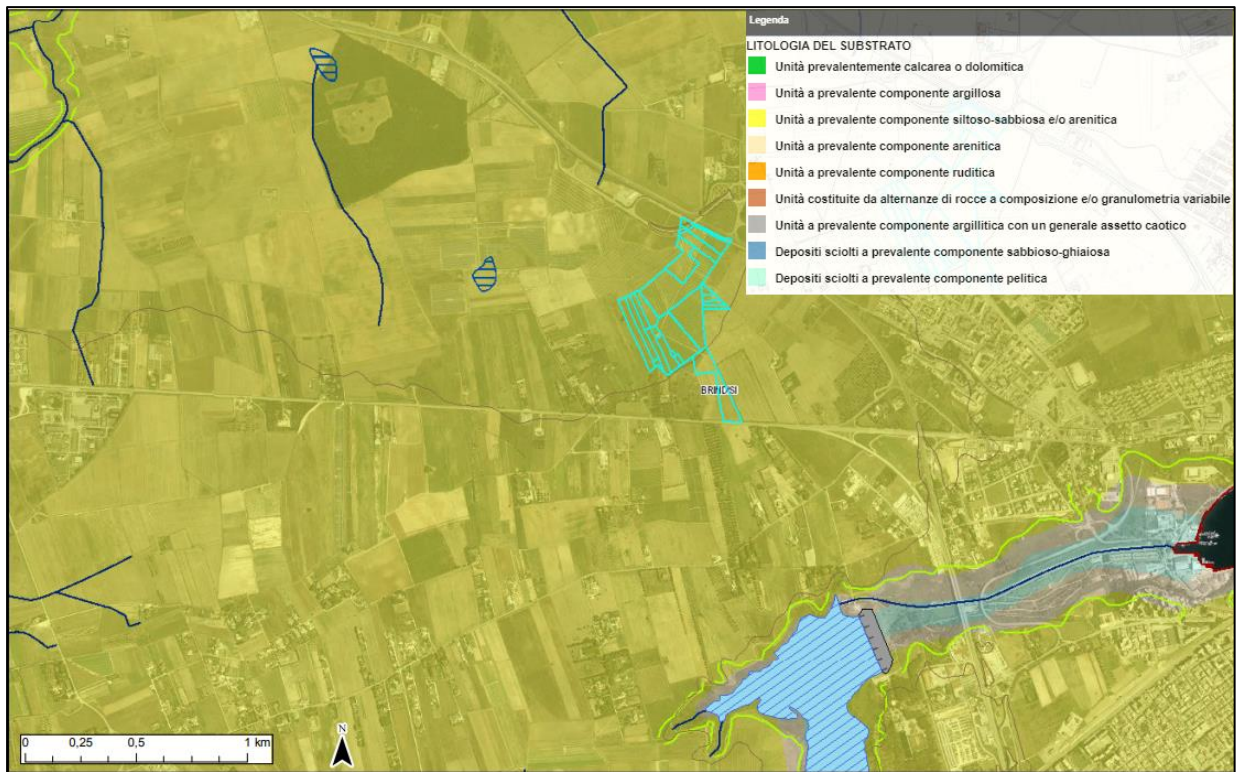 Legenda
LITOLOGIA DEL SUBSTRATO
Unità prevalentemente calcarea o dolomitica
Unità a prevalente componente argillosa
Unità a prevalente componente siltoso-sabbiosa e/o arenitica
Unità a prevalente componente arenitica
Unità a prevalente componente ruditica
Unità costituite da alternanze di rocce a composizione e/o granulometria variabile
Unità a prevalente componente argillitica con un generale assetto caotico
Depositi sciolti a prevalente componente sabbioso-ghiaiosa
Depositi sciolti a prevalente componente pelitica
BRINDISI
N
0 0,25 0,5 1 km